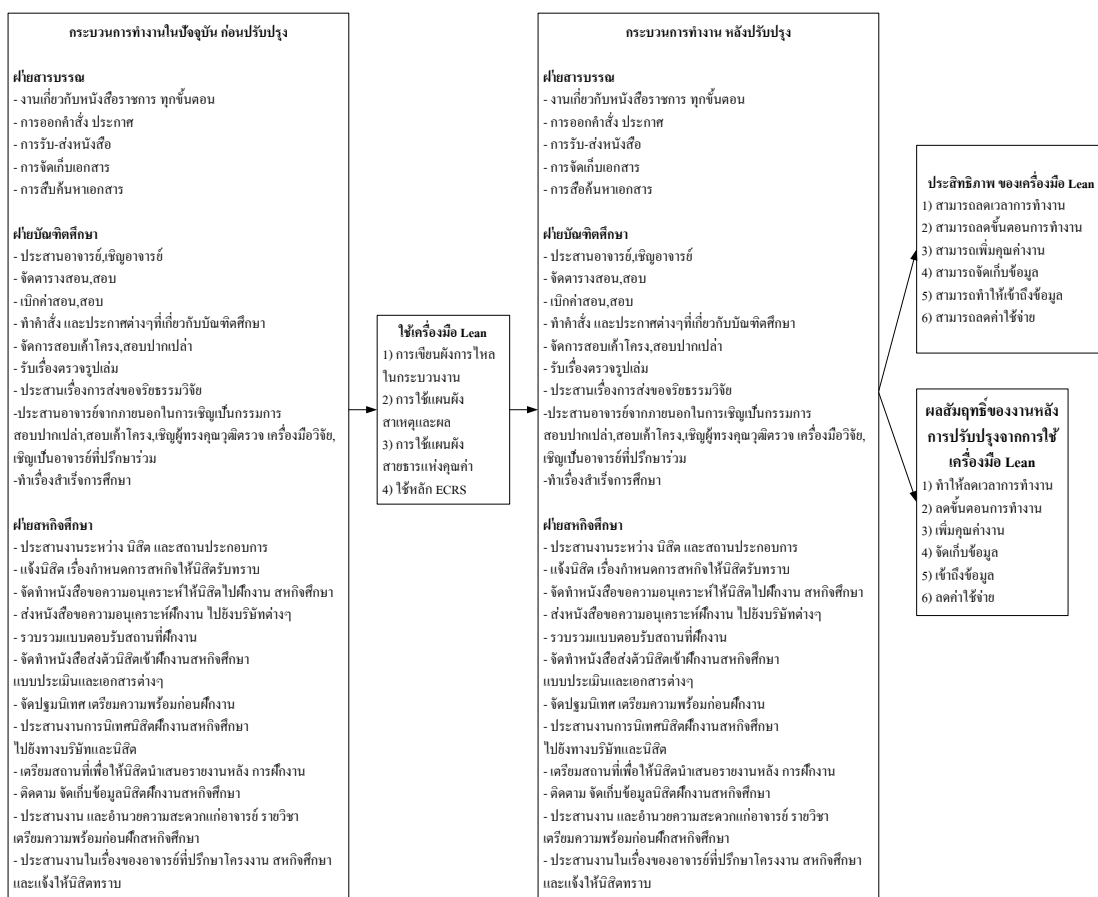 กระบวนการทำงานในปัจจุบัน ก่อนปรับปรุง
ฝ่ายสารบรรณ
- งานเกี่ยวกับหนังสือราชการ ทุกขั้นตอน
- การออกคำสั่ง ประกาศ
- การรับ-ส่งหนังสือ
- การจัดเก็บเอกสาร
- การสืบค้นหาเอกสาร
ฝ่ายบัณฑิตศึกษา
- ประสานอาจารย์,เชิญอาจารย์
- จัดตารางสอน,สอบ
- เบิกค่าสอน,สอบ
- ทำคำสั่ง และประกาศต่างๆที่เกี่ยวกับบัณฑิตศึกษา
- จัดการสอบเค้าโครง,สอบปากเปล่า
- รับเรื่องตรวจรูปเล่ม
- ประสานเรื่องการส่งขอจริยธรรมวิจัย
-ประสานอาจารย์จากภายนอกในการเชิญเป็นกรรมการ
สอบปากเปล่า,สอบเค้าโครง,เชิญผู้ทรงคุณวุฒิตรวจ เครื่องมือวิจัย,
เชิญเป็นอาจารย์ที่ปรึกษาร่วม
-ทำเรื่องสำเร็จการศึกษา
ฝ่ายสหกิจศึกษา
- ประสานงานระหว่าง นิสิต และสถานประกอบการ
- แจ้งนิสิต เรื่องกำหนดการสหกิจให้นิสิตรับทราบ
- จัดทำหนังสือขอความอนุเคราะห์ให้นิสิตไปฝึกงาน สหกิจศึกษา
- ส่งหนังสือขอความอนุเคราะห์ฝึกงาน ไปยังบริษัทต่างๆ
- รวบรวมแบบตอบรับสถานที่ฝึกงาน
- จัดทำหนังสือส่งตัวนิสิตเข้าฝึกงานสหกิจศึกษา
แบบประเมินและเอกสารต่างๆ
- จัดปฐมนิเทศ เตรียมความพร้อมก่อนฝึกงาน
- ประสานงานการนิเทศนิสิตฝึกงานสหกิจศึกษา
ไปยังทางบริษัทและนิสิต
- เตรียมสถานที่เพื่อให้นิสิตนำเสนอรายงานหลัง การฝึกงาน
- ติดตาม จัดเก็บข้อมูลนิสิตฝึกงานสหกิจศึกษา
- ประสานงาน และอำนวยความสะดวกแก่อาจารย์ รายวิชา
เตรียมความพร้อมก่อนฝึกสหกิจศึกษา
- ประสานงานในเรื่องของอาจารย์ที่ปรึกษาโครงงาน สหกิจศึกษา
และแจ้งให้นิสิตทราบ
ใช้เครื่องมือ Lean
1) การเขียนผังการไหล
ในกระบวนงาน
2) การใช้แผนผัง
สาเหตุและผล
3) การใช้แผนผัง
สายธารแห่งคุณค่า
4) ใช้หลัก ECRS
กระบวนการทำงาน หลังปรับปรุง
ฝ่ายสารบรรณ
- งานเกี่ยวกับหนังสือราชการ ทุกขั้นตอน
- การออกคำสั่ง ประกาศ
- การรับ-ส่งหนังสือ
- การจัดเก็บเอกสาร
- การสือค้นหาเอกสาร
ฝ่ายบัณฑิตศึกษา
- ประสานอาจารย์,เชิญอาจารย์
- จัดตารางสอน,สอบ
- เบิกค่าสอน,สอบ
- ทำคำสั่ง และประกาศต่างๆที่เกี่ยวกับบัณฑิตศึกษา
- จัดการสอบเค้าโครง,สอบปากเปล่า
- รับเรื่องตรวจรูปเล่ม
- ประสานเรื่องการส่งขอจริยธรรมวิจัย
-ประสานอาจารย์จากภายนอกในการเชิญเป็นกรรมการ
สอบปากเปล่า,สอบเค้าโครง,เชิญผู้ทรงคุณวุฒิตรวจ เครื่องมือวิจัย,
เชิญเป็นอาจารย์ที่ปรึกษาร่วม
-ทำเรื่องสำเร็จการศึกษา
ฝ่ายสหกิจศึกษา
- ประสานงานระหว่าง นิสิต และสถานประกอบการ
- แจ้งนิสิต เรื่องกำหนดการสหกิจให้นิสิตรับทราบ
- จัดทำหนังสือขอความอนุเคราะห์ให้นิสิตไปฝึกงาน สหกิจศึกษา
- ส่งหนังสือขอความอนุเคราะห์ฝึกงาน ไปยังบริษัทต่างๆ
- รวบรวมแบบตอบรับสถานที่ฝึกงาน
- จัดทำหนังสือส่งตัวนิสิตเข้าฝึกงานสหกิจศึกษา
แบบประเมินและเอกสารต่างๆ
- จัดปฐมนิเทศ เตรียมความพร้อมก่อนฝึกงาน
- ประสานงานการนิเทศนิสิตฝึกงานสหกิจศึกษา
ไปยังทางบริษัทและนิสิต
- เตรียมสถานที่เพื่อให้นิสิตนำเสนอรายงานหลัง การฝึกงาน
- ติดตาม จัดเก็บข้อมูลนิสิตฝึกงานสหกิจศึกษา
- ประสานงาน และอำนวยความสะดวกแก่อาจารย์ รายวิชา
เตรียมความพร้อมก่อนฝึกสหกิจศึกษา
- ประสานงานในเรื่องของอาจารย์ที่ปรึกษาโครงงาน สหกิจศึกษา
และแจ้งให้นิสิตทราบ
ประสิทธิภาพ ของเครื่องมือ Lean
1) สามารถลดเวลาการทำงาน
2) สามารถลดขั้นตอนการทำงาน
3) สามารถเพิ่มคุณค่างาน
4) สามารถจัดเก็บข้อมูล
5) สามารถทำให้เข้าถึงข้อมูล
6) สามารถลดค่าใช้จ่าย
ผลสัมฤทธิ์ของงานหลัง
การปรับปรุงจากการใช้
เครื่องมือ Lean
1) ทำให้ลดเวลาการทำงาน
2) ลดขั้นตอนการทำงาน
3) เพิ่มคุณค่างาน
4) จัดเก็บข้อมูล
5) เข้าถึงข้อมูล
6) ลดค่าใช้จ่าย